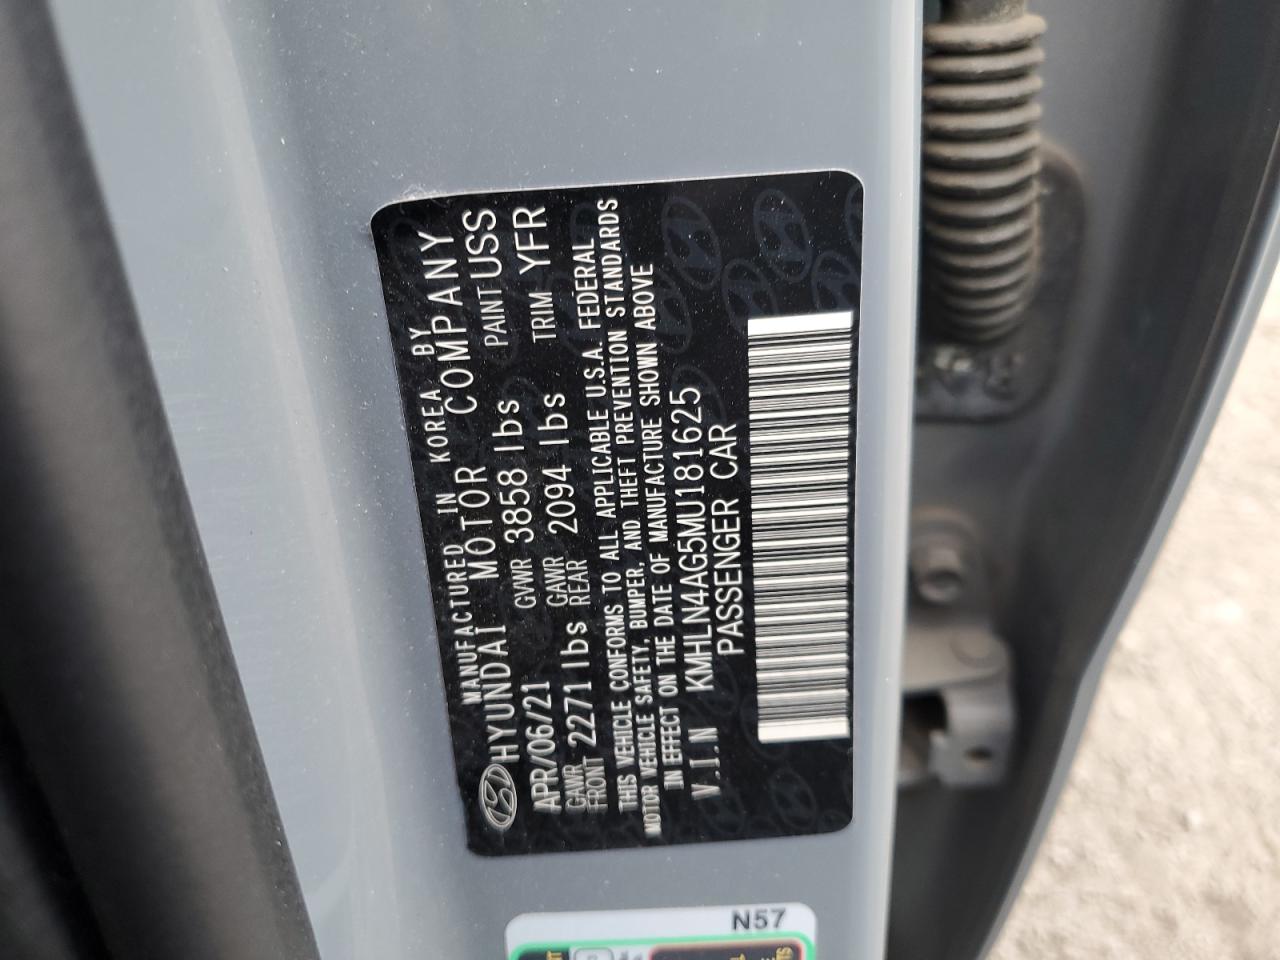 MANUFACTURED IN KOREA BY
HYUNDAI MOTOR COMPANY
APR/06/21 GVWR 3858 lbs PAINT USS
GAWR FRONT 2271 lbs GAWR REAR 2094 lbs TRIM YFR
THIS VEHICLE CONFORMS TO ALL APPLICABLE U.S.A. FEDERAL
MOTOR VEHICLE SAFETY, BUMPER, AND THEFT PREVENTION STANDARDS
IN EFFECT ON THE DATE OF MANUFACTURE SHOWN ABOVE
V.I.N KMHLN4AG5MU181625
PASSENGER CAR
N57